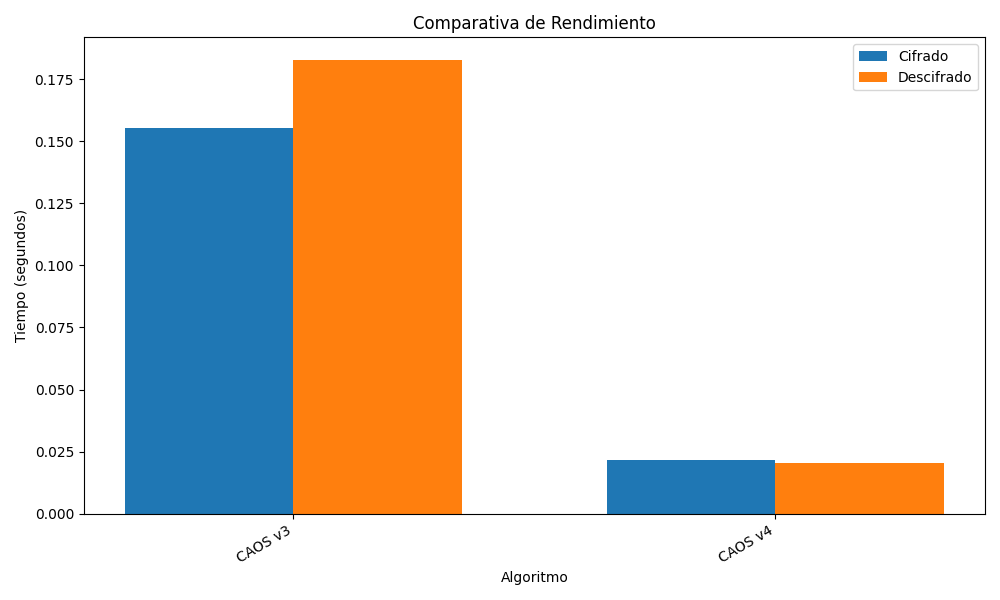 Comparativa de Rendimiento
Cifrado
Descifrado
Tiempo (segundos)
0.175
0.150
0.125
0.100
0.075
0.050
0.025
0.000
CAOS v3
CAOS v4
Algoritmo